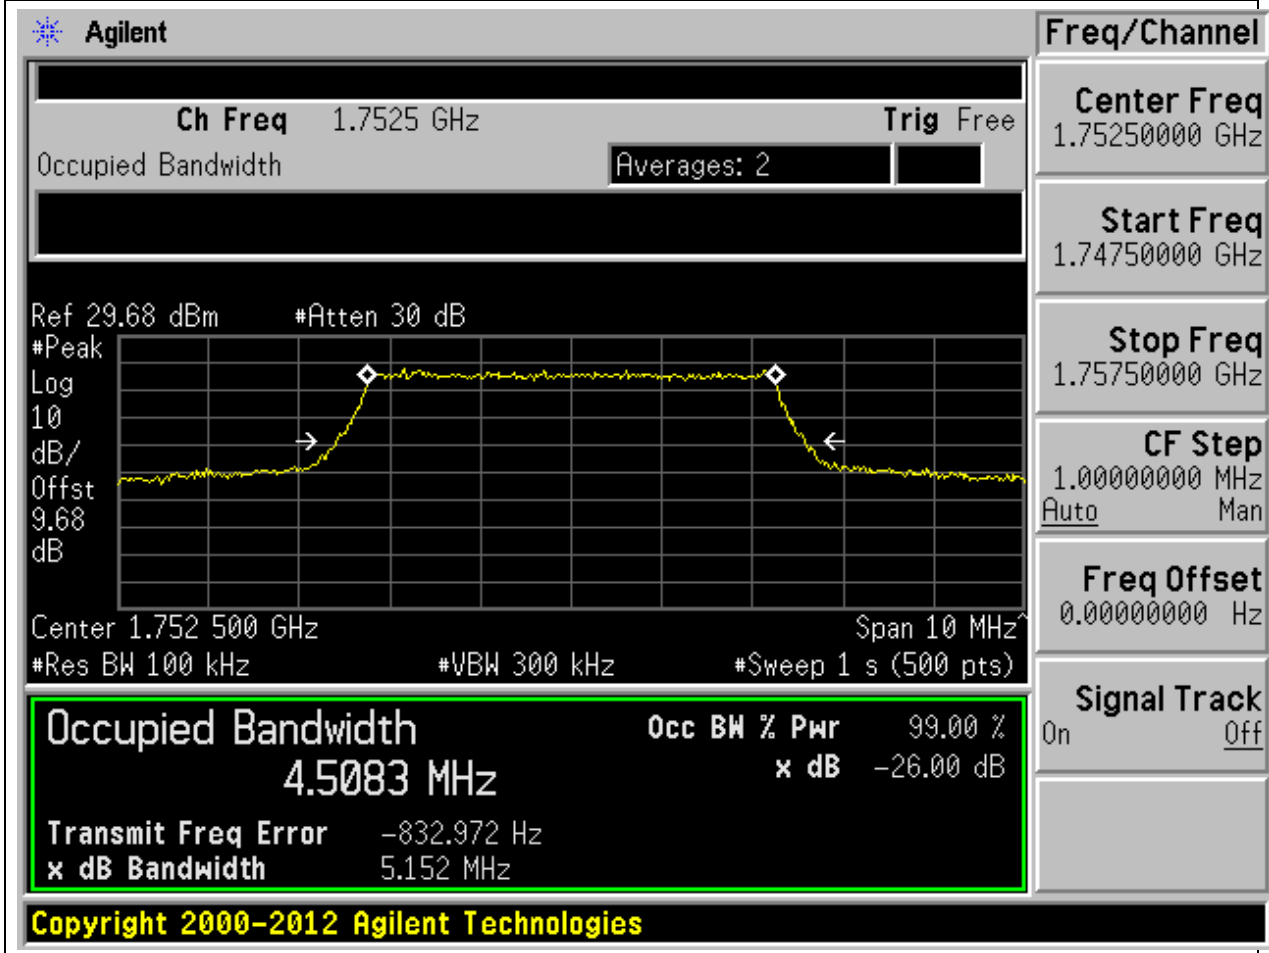 Agilent
Freq/Channel
Ch Freq 1.7525 GHz
Trig Free
Occupied Bandwidth
Averages: 2
Center Freq
1.75250000 GHz
Start Freq
1.74750000 GHz
Stop Freq
1.75750000 GHz
CF Step
1.00000000 MHz
Auto Man
Freq Offset
0.00000000 Hz
Signal Track
On Off
Ref 29.68 dBm #Atten 30 dB
#Peak
Log
10
dB/
Offst
9.68
dB
Center 1.752 500 GHz Span 10 MHz^
#Res BW 100 kHz #VBW 300 kHz #Sweep 1 s (500 pts)
Occupied Bandwidth
4.5083 MHz
Occ BW % Pwr 99.00 %
x dB -26.00 dB
Transmit Freq Error -832.972 Hz
x dB Bandwidth 5.152 MHz
Copyright 2000-2012 Agilent Technologies